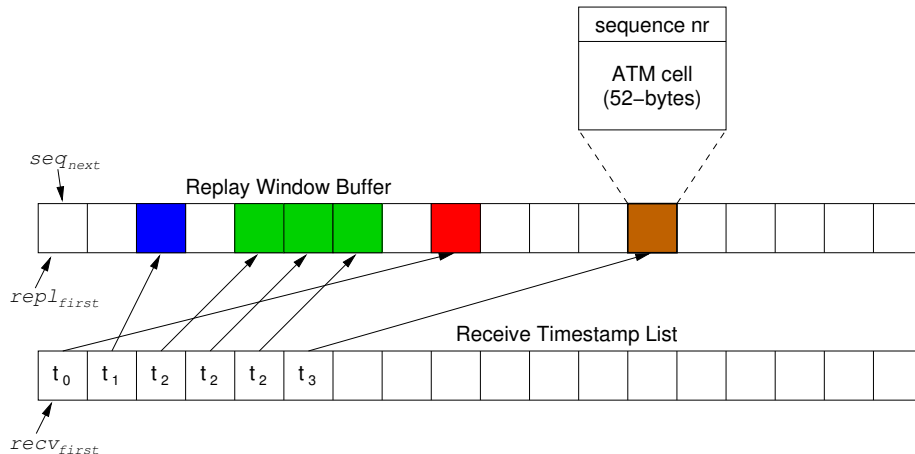 sequence nr
ATM cell
(52−bytes)
seq_next
Replay Window Buffer
repl_first
Receive Timestamp List
t_0 t_1 t_2 t_2 t_2 t_3
recv_first